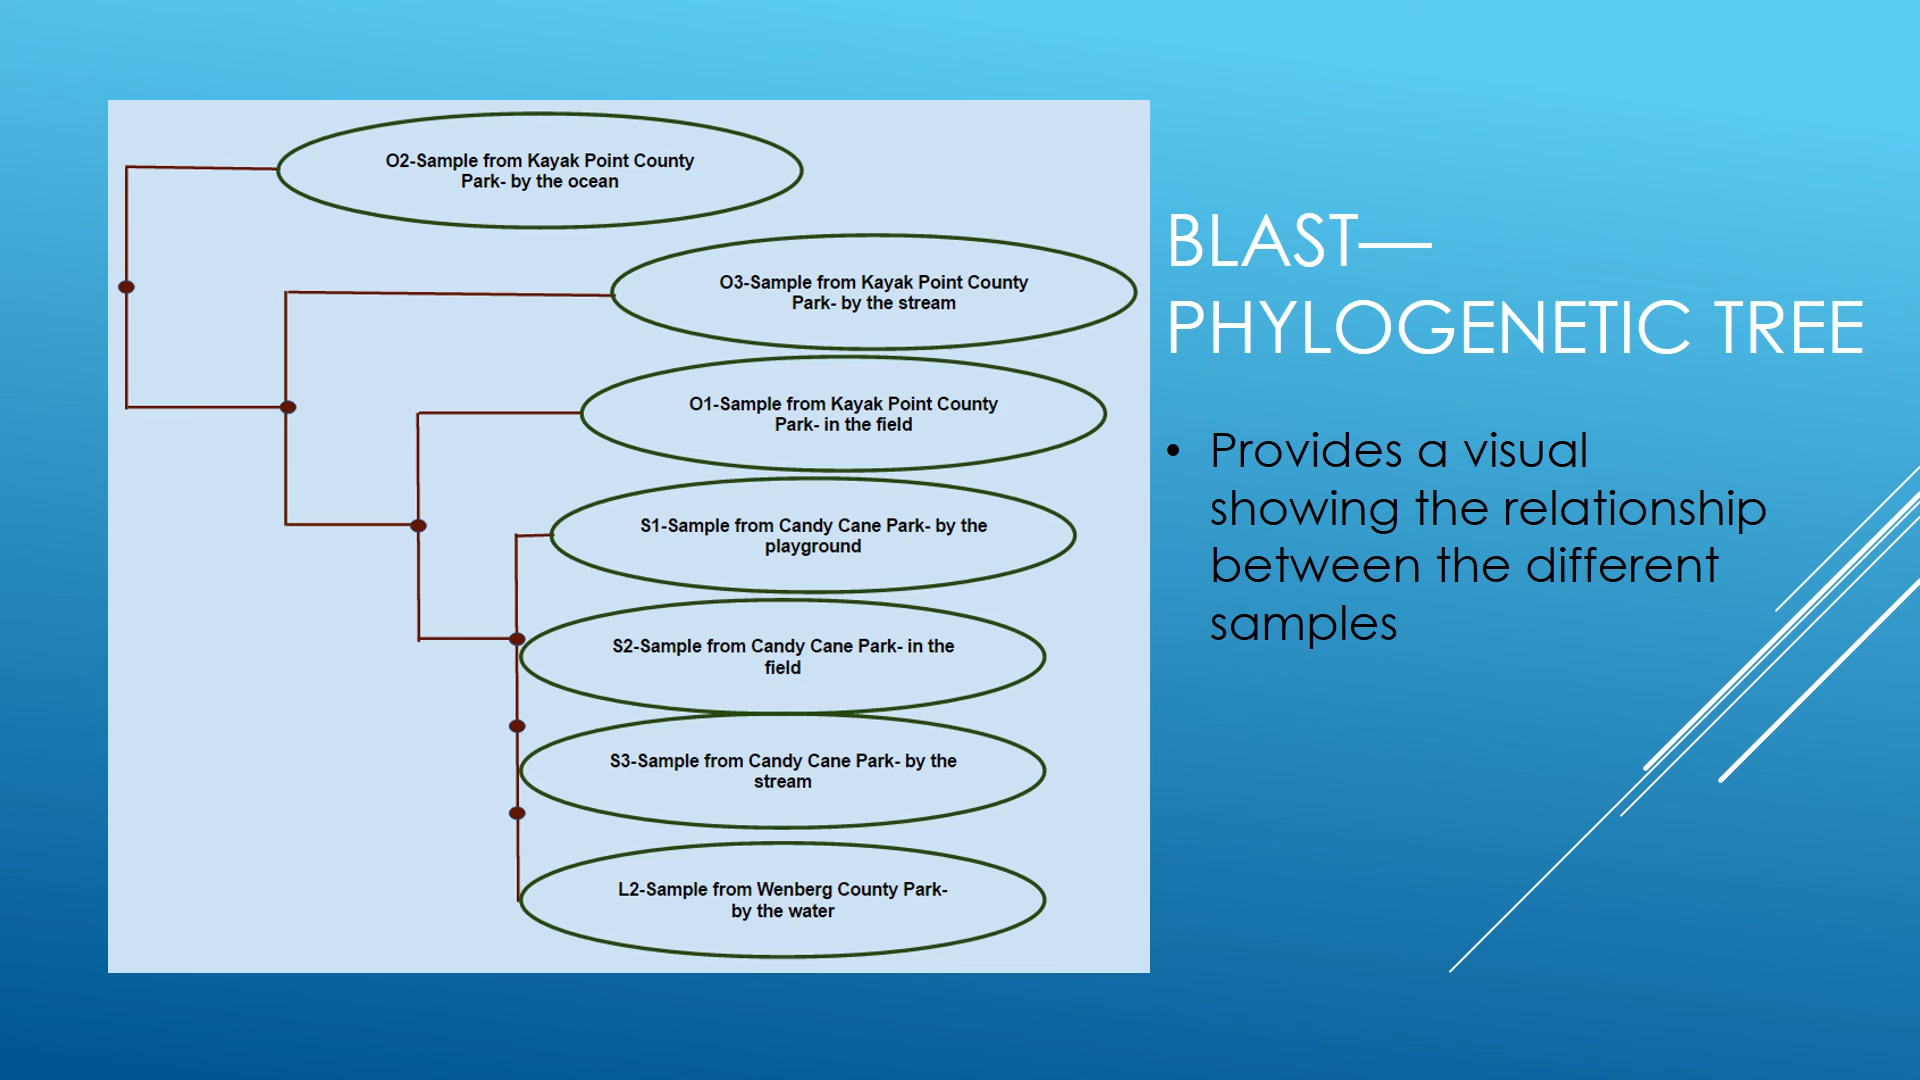 O2-Sample from Kayak Point County
Park- by the ocean
O3-Sample from Kayak Point County
Park- by the stream
O1-Sample from Kayak Point County
Park- in the field
S1-Sample from Candy Cane Park- by the
playground
S2-Sample from Candy Cane Park- in the
field
S3-Sample from Candy Cane Park- by the
stream
L2-Sample from Wenberg County Park-
by the water
BLAST—
PHYLOGENETIC TREE
• Provides a visual
showing the relationship
between the different
samples